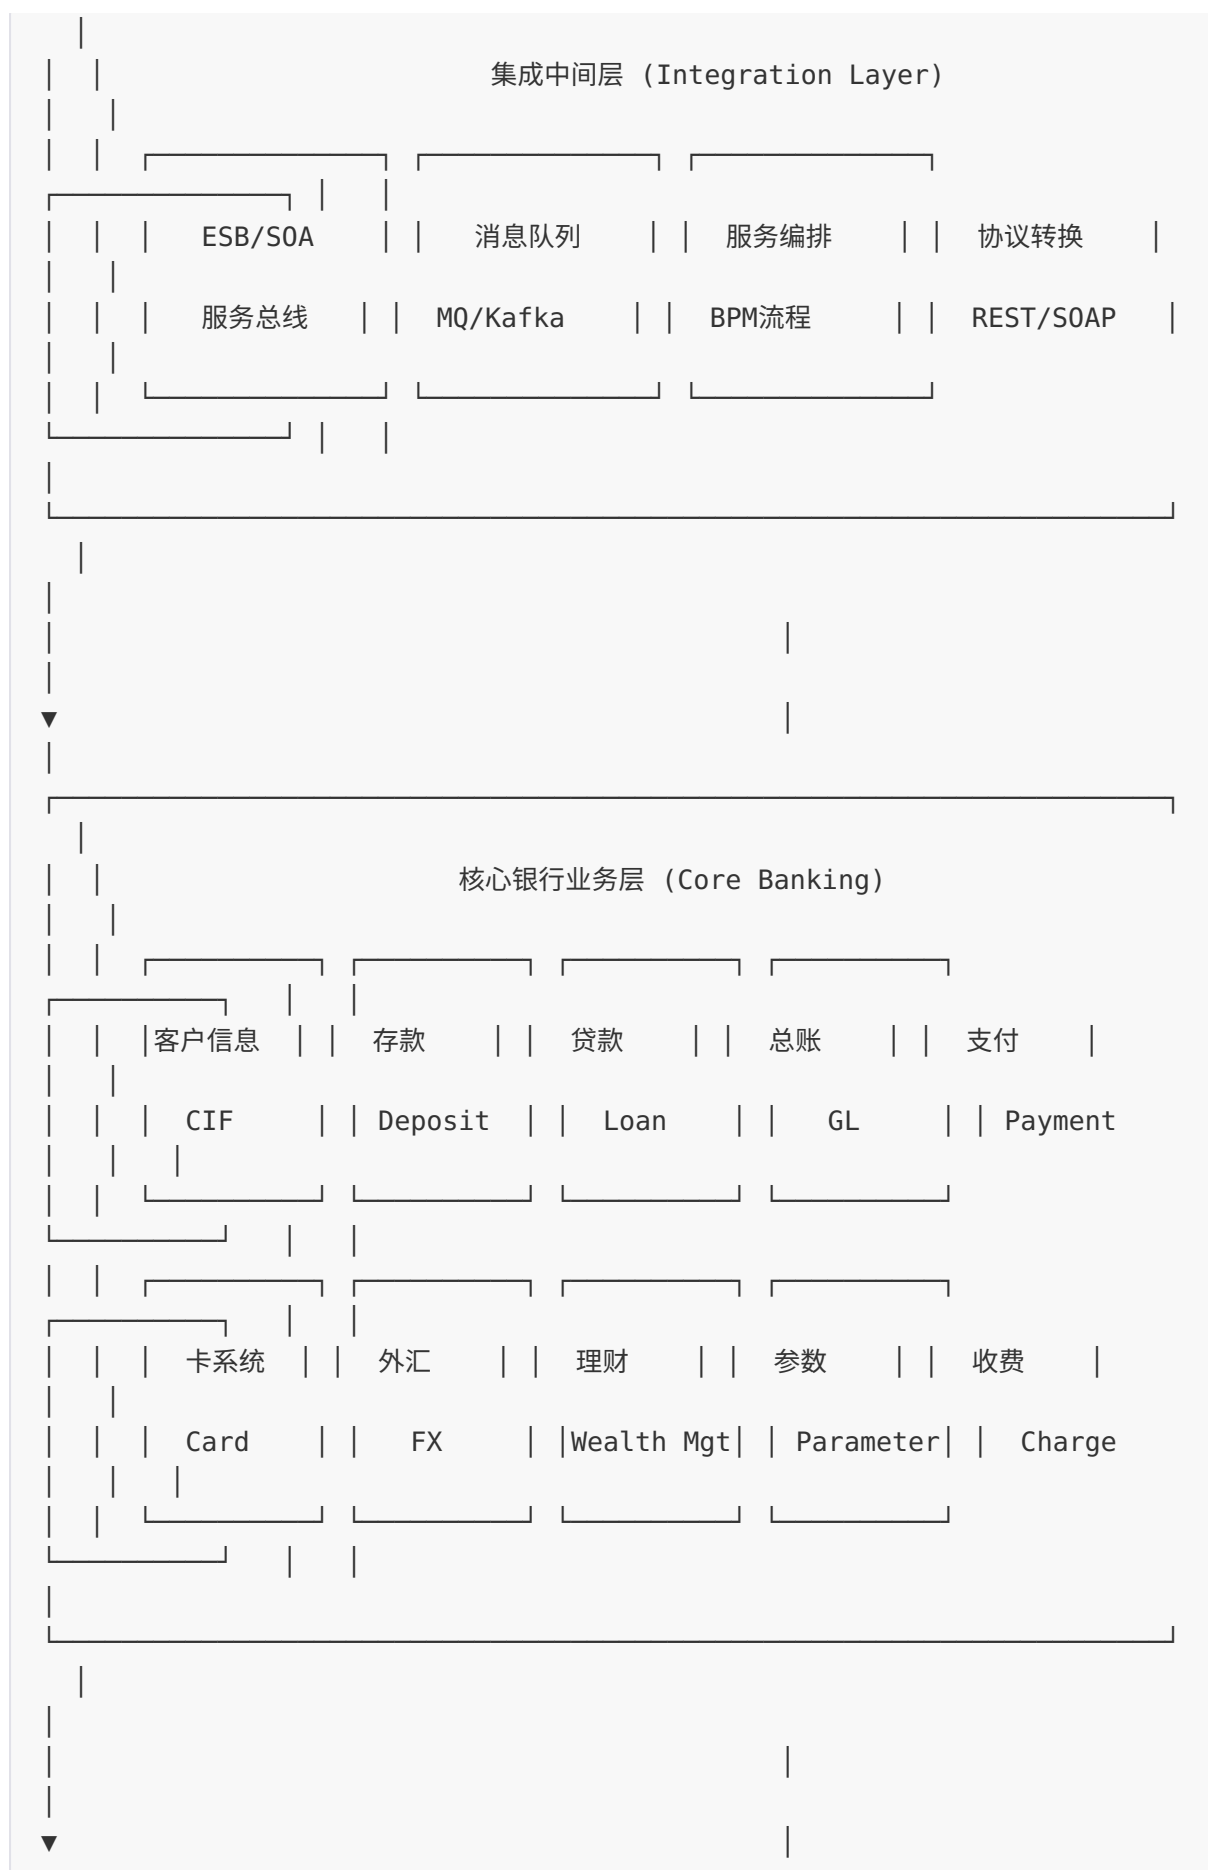 集成中间层 (Integration Layer)
ESB/SOA 消息队列 服务编排 协议转换
服务总线 MQ/Kafka BPM流程 REST/SOAP
核心银行业务层 (Core Banking)
客户信息 存款 贷款 总账 支付
CIF Deposit Loan GL Payment
卡系统 外汇 理财 参数 收费
Card FX Wealth Mgt Parameter Charge